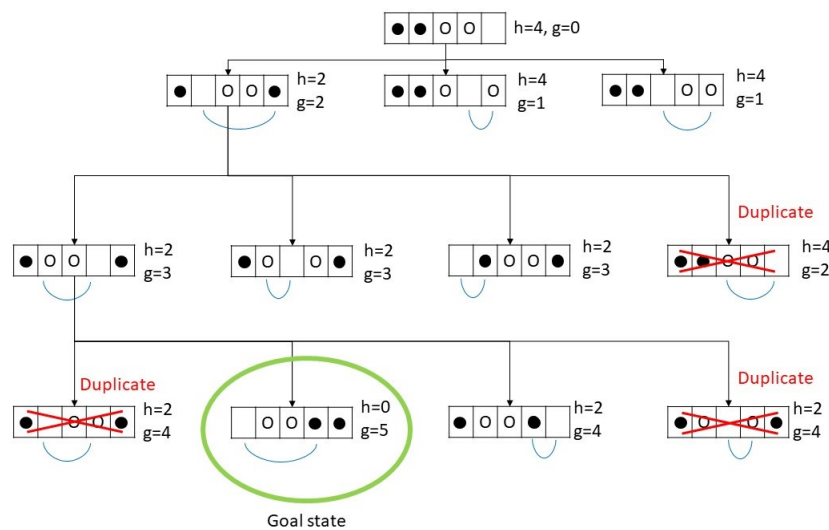 ● ● O O h=4, g=0
● O O ● h=2 g=2
● ● O O h=4 g=1
● ● O O h=4 g=1
Duplicate
● O O ● h=2 g=3
● O O ● h=2 g=3
● O O ● h=2 g=3
● ● O O h=4 g=2
Duplicate
Duplicate
● O O ● h=2 g=4
O O ● ● h=0 g=5
● O O ● h=2 g=4
● O O ● h=2 g=4
Goal state